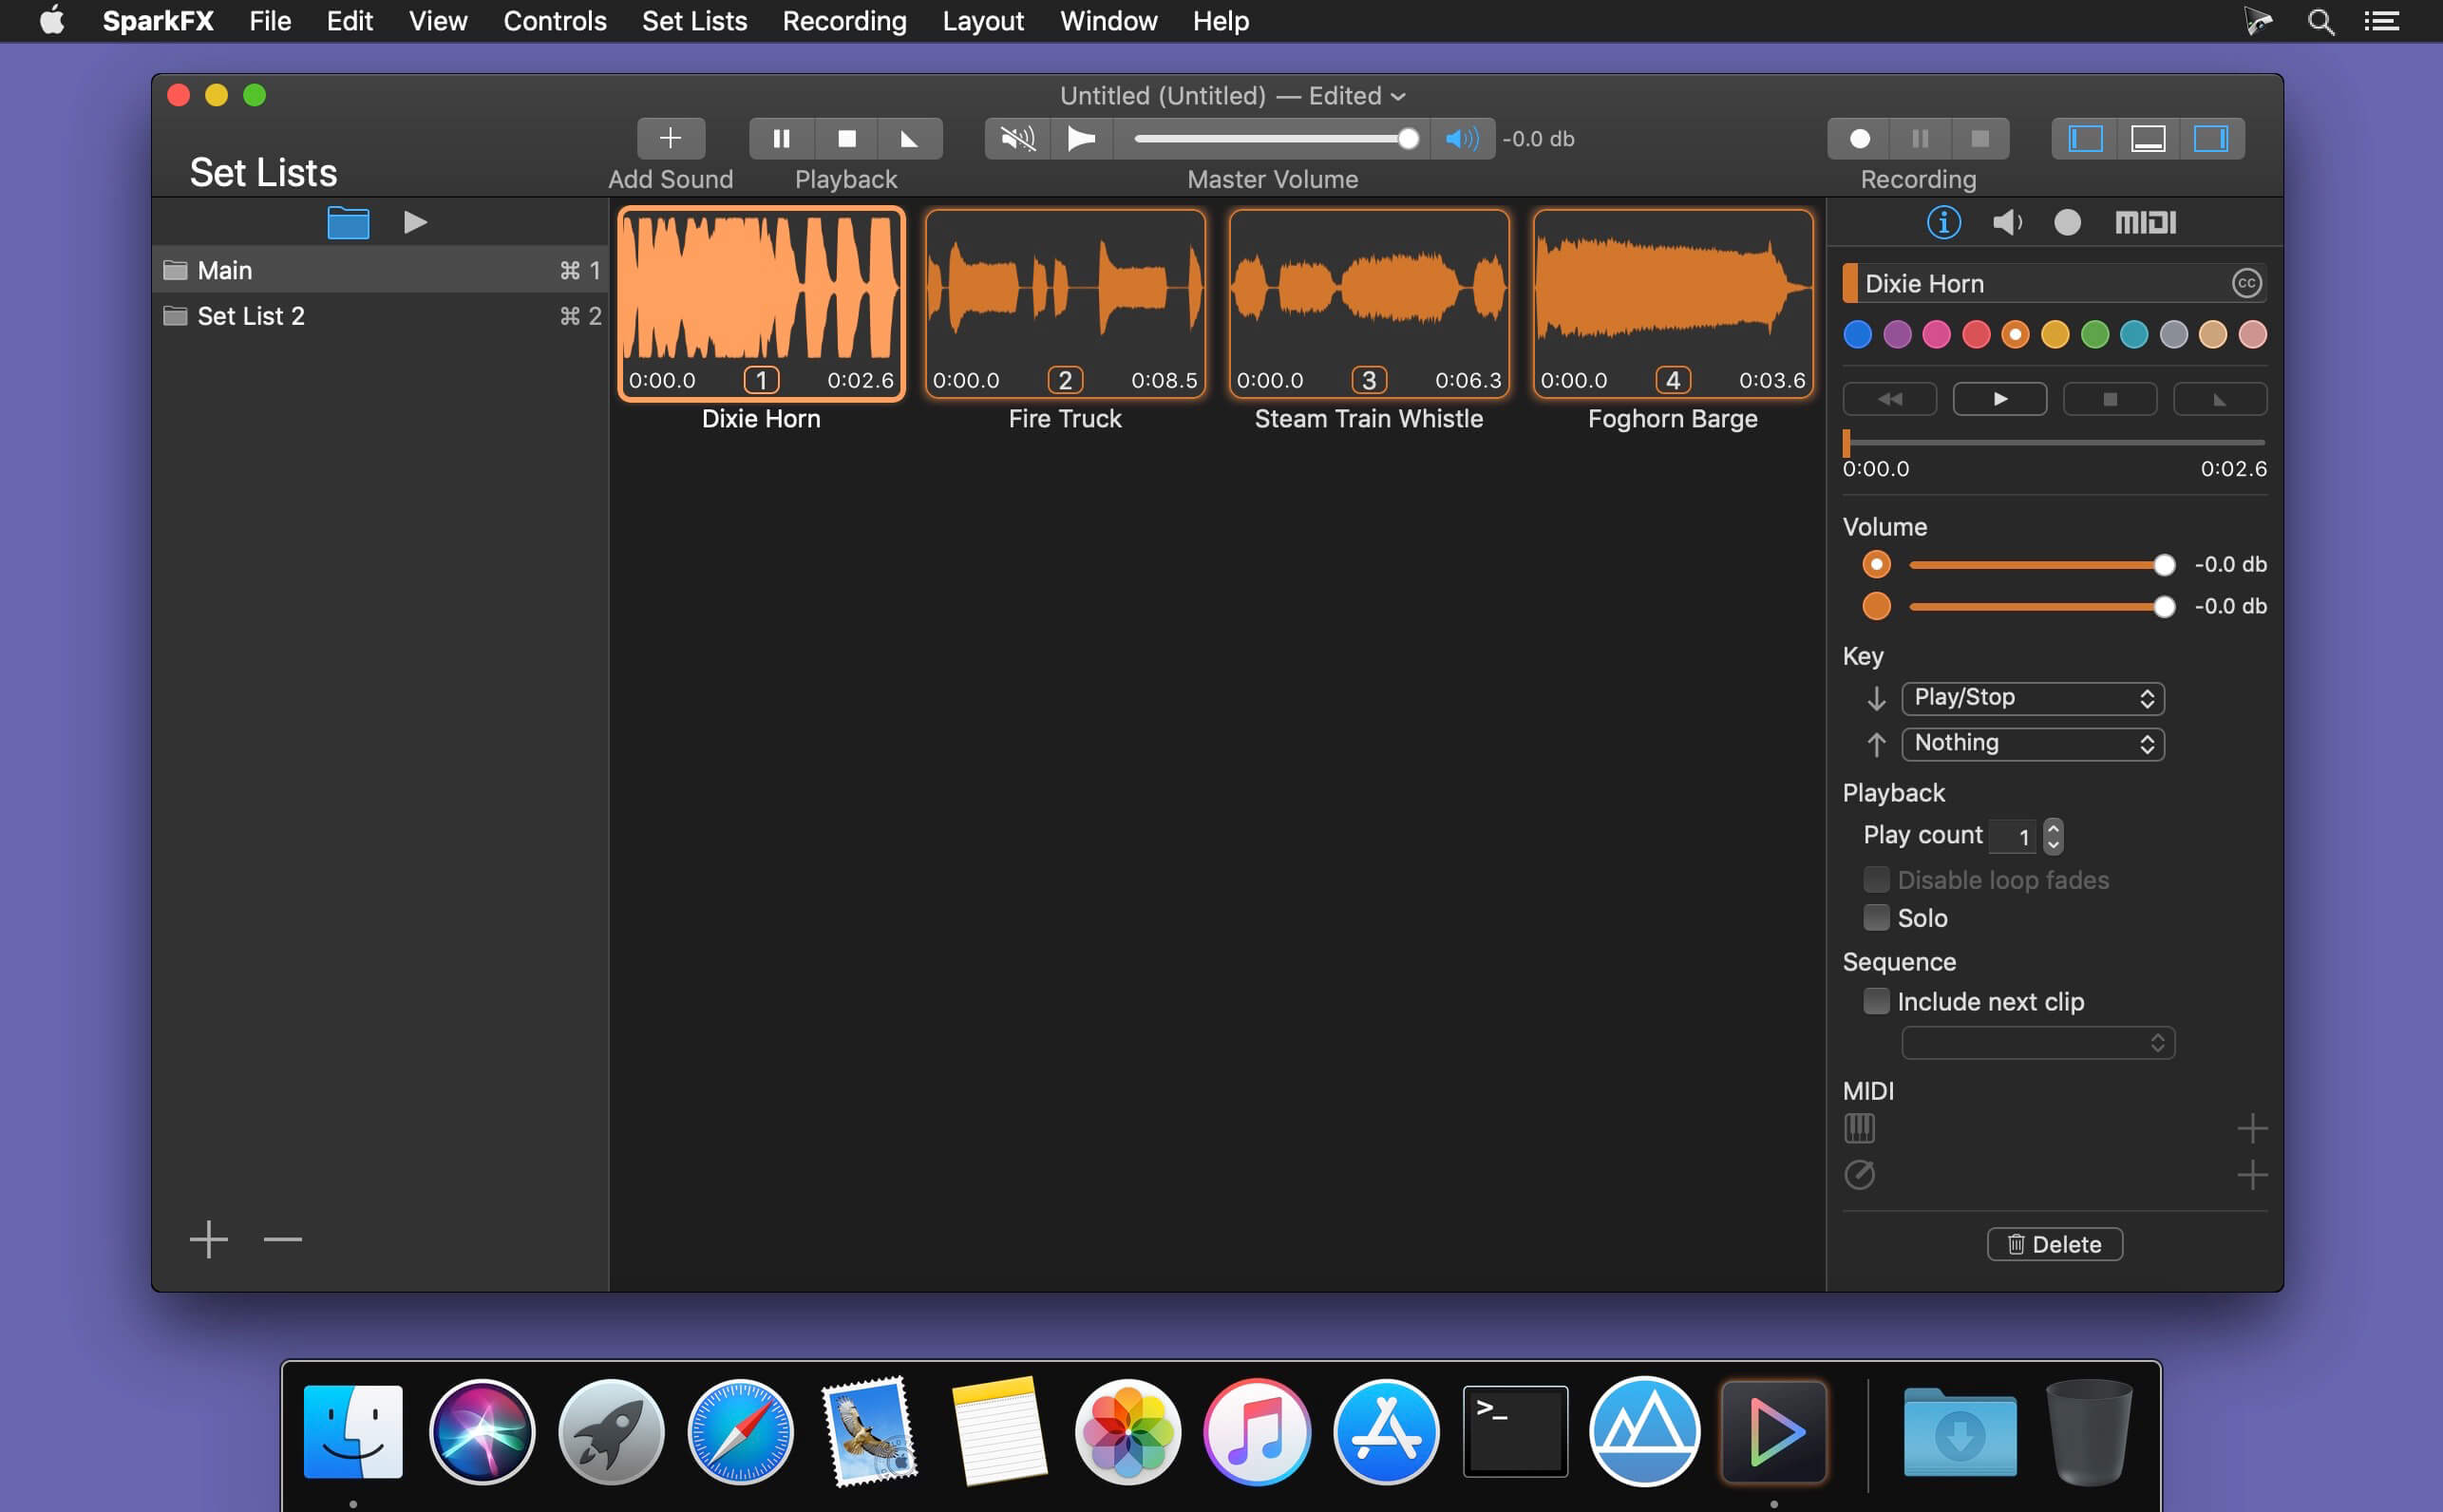 SparkFX File Edit View Controls Set Lists Recording Layout Window Help
Untitled (Untitled) — Edited
-0.0 db
Set Lists
Add Sound Playback Master Volume Recording
MIDI
Main ⌘ 1
Set List 2 ⌘ 2
0:00.0 1 0:02.6
Dixie Horn
0:00.0 2 0:08.5
Fire Truck
0:00.0 3 0:06.3
Steam Train Whistle
0:00.0 4 0:03.6
Foghorn Barge
Dixie Horn cc
0:00.0 0:02.6
Volume
-0.0 db
-0.0 db
Key
Play/Stop
Nothing
Playback
Play count 1
Disable loop fades
Solo
Sequence
Include next clip
MIDI
Delete
>_